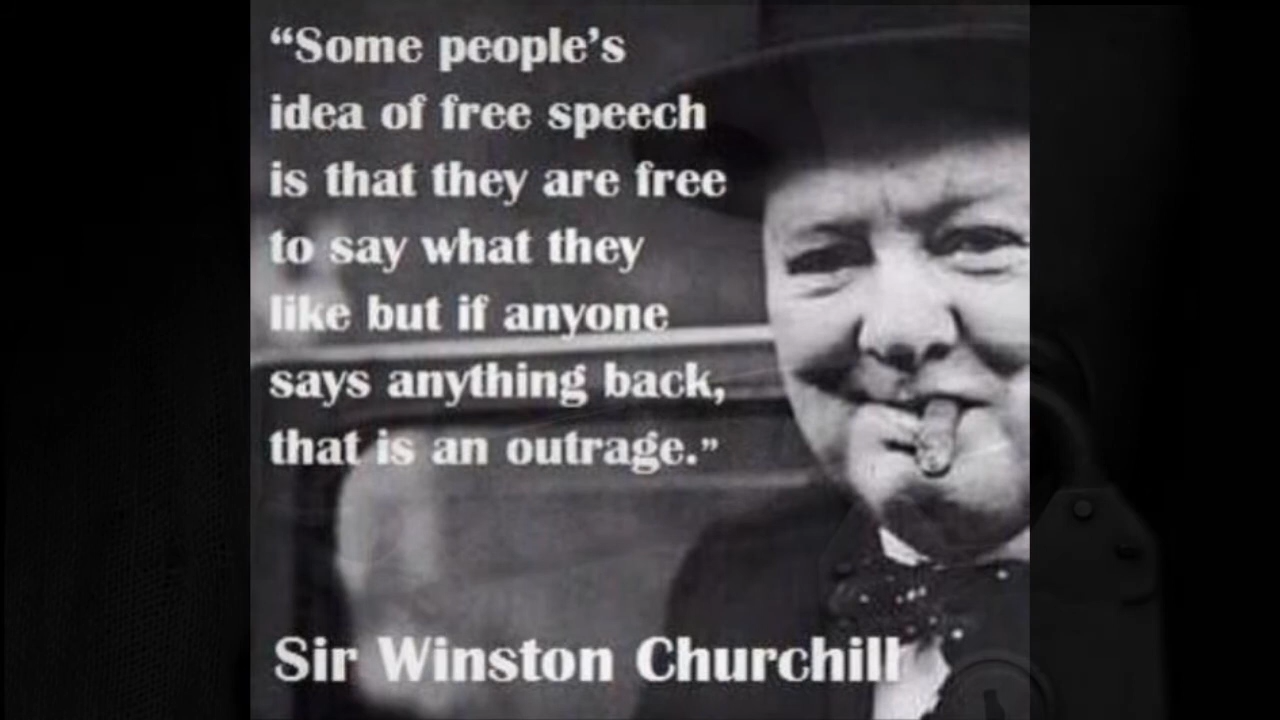 “Some people’s
idea of free speech
is that they are free
to say what they
like but if anyone
says anything back,
that is an outrage.”
Sir Winston Churchill